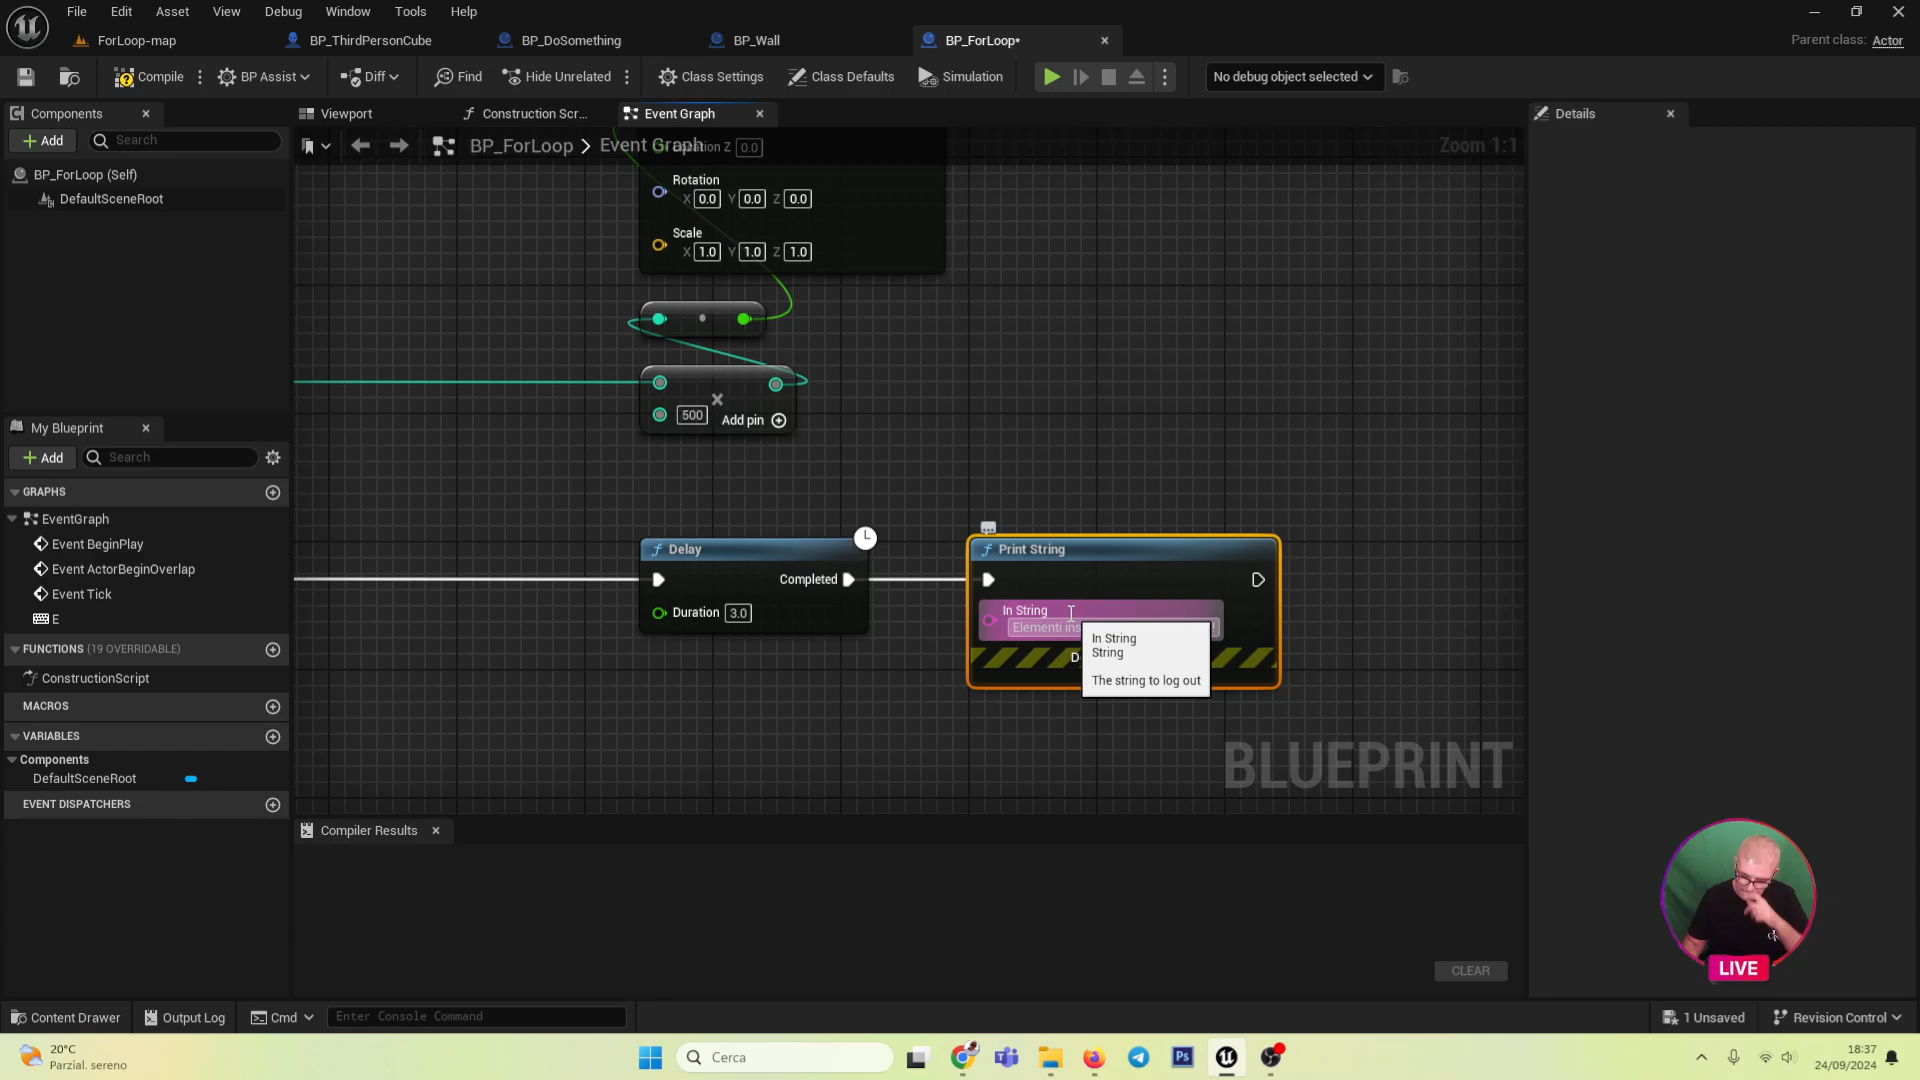 File Edit Asset View Debug Window Tools Help
ForLoop-map BP_ThirdPersonCube BP_DoSomething BP_Wall BP_ForLoop* Parent class: Actor
Compile BP Assist Diff Find Hide Unrelated Class Settings Class Defaults Simulation No debug object selected
Components Viewport Construction Scr... Event Graph Details
Add Search BP_ForLoop > Event Graph Zoom 1:1
Location Z 0.0
BP_ForLoop (Self)
DefaultSceneRoot
Rotation
X 0.0 Y 0.0 Z 0.0
Scale
X 1.0 Y 1.0 Z 1.0
500 Add pin
My Blueprint
Add Search
GRAPHS
EventGraph
Event BeginPlay
Event ActorBeginOverlap
Event Tick
E
FUNCTIONS (19 OVERRIDABLE)
ConstructionScript
MACROS
VARIABLES
Components
DefaultSceneRoot
EVENT DISPATCHERS
Delay
Completed
Duration 3.0
Print String
In String
Elementi ins
In String
String
The string to log out
BLUEPRINT
Compiler Results
CLEAR
LIVE
Content Drawer Output Log Cmd Enter Console Command 1 Unsaved Revision Control
20°C
Parzial. sereno
Cerca
Ps
18:37
24/09/2024